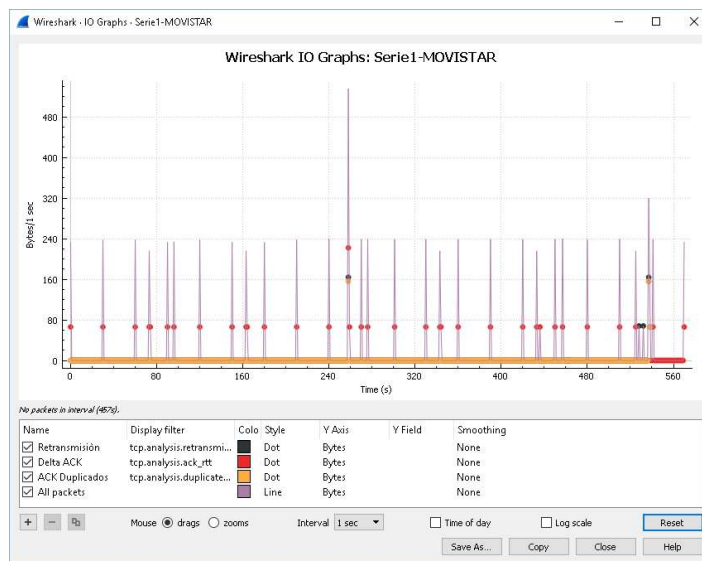 Wireshark · IO Graphs · Serie1-MOVISTAR
Wireshark IO Graphs: Serie1-MOVISTAR
Bytes/1 sec
480
400
320
240
160
80
0
0 80 160 240 320 400 480 560
Time (s)
No packets in interval (457s).
Name Display filter Colo Style Y Axis Y Field Smoothing
Retransmisión tcp.analysis.retransmi... Dot Bytes None
Delta ACK tcp.analysis.ack_rtt Dot Bytes None
ACK Duplicados tcp.analysis.duplicate... Dot Bytes None
All packets Line Bytes None
+ − Mouse drags zooms Interval 1 sec Time of day Log scale Reset
Save As... Copy Close Help